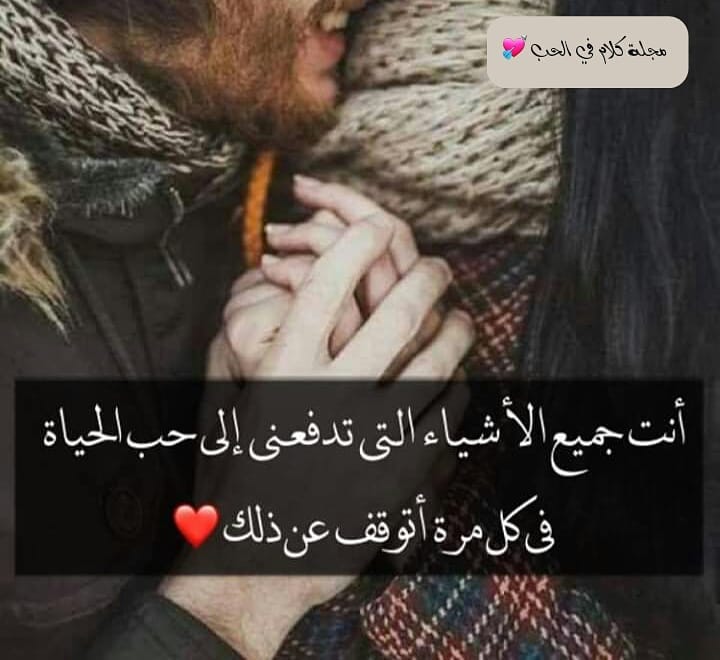 مجلة كلام في الحب 💘
أنت جميع الأشياء التى تدفعنى إلى حب الحياة
فى كل مرة أتوقف عن ذلك ❤️